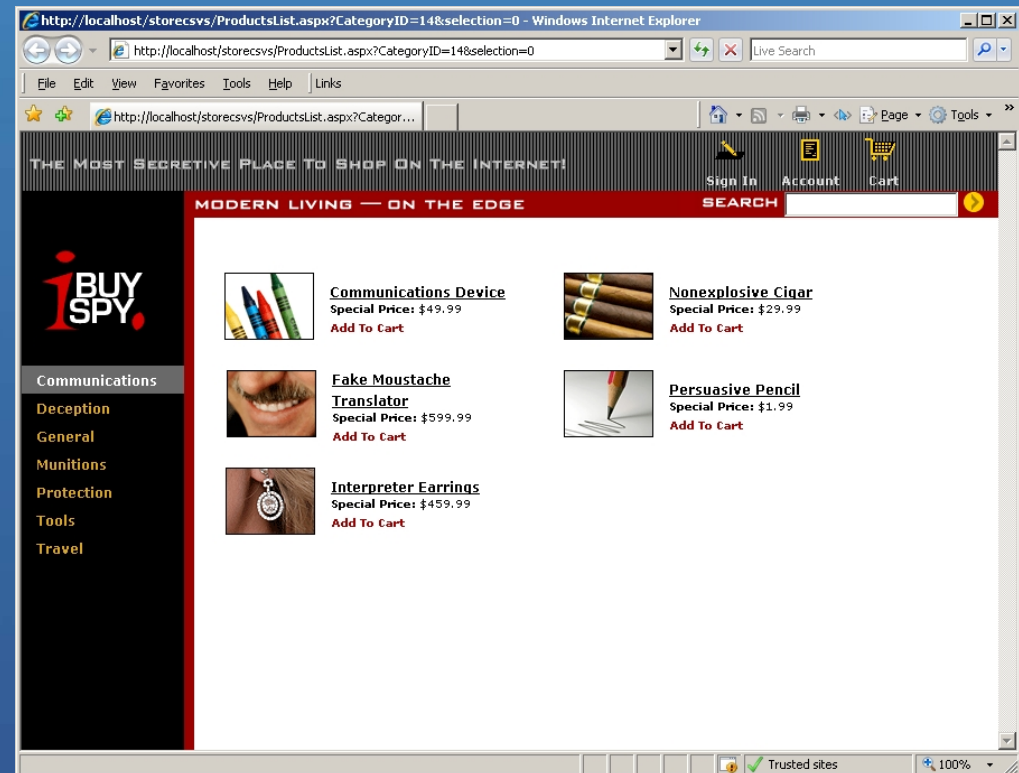 http://localhost/storecsvs/ProductsList.aspx?CategoryID=14&selection=0 - Windows Internet Explorer
http://localhost/storecsvs/ProductsList.aspx?CategoryID=14&selection=0
Live Search
File Edit View Favorites Tools Help Links
http://localhost/storecsvs/ProductsList.aspx?Categor...
Page Tools »
THE MOST SECRETIVE PLACE TO SHOP ON THE INTERNET!
Sign In Account Cart
MODERN LIVING — ON THE EDGE
SEARCH
i BUY SPY.
Communications
Deception
General
Munitions
Protection
Tools
Travel
Communications Device
Special Price: $49.99
Add To Cart
Nonexplosive Cigar
Special Price: $29.99
Add To Cart
Fake Moustache
Translator
Special Price: $599.99
Add To Cart
Persuasive Pencil
Special Price: $1.99
Add To Cart
Interpreter Earrings
Special Price: $459.99
Add To Cart
Trusted sites
100%